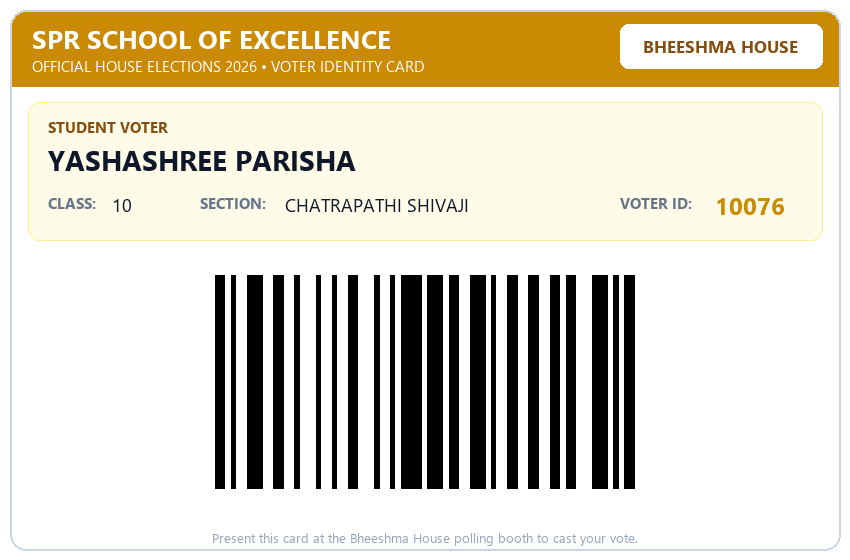 SPR SCHOOL OF EXCELLENCE
OFFICIAL HOUSE ELECTIONS 2026 • VOTER IDENTITY CARD
BHEESHMA HOUSE
STUDENT VOTER
YASHASHREE PARISHA
CLASS: 10 SECTION: CHATRAPATHI SHIVAJI VOTER ID: 10076
Present this card at the Bheeshma House polling booth to cast your vote.